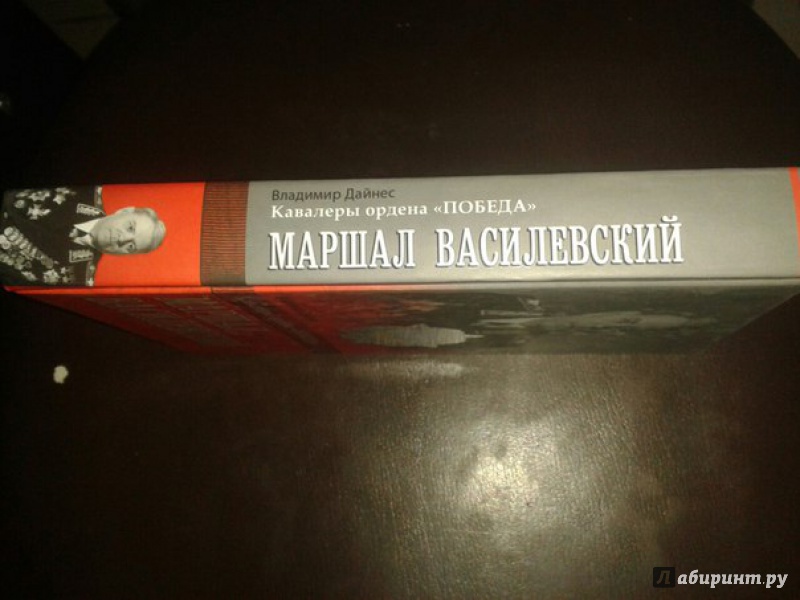 Владимир Дайнес
Кавалеры ордена «ПОБЕДА»
МАРШАЛ ВАСИЛЕВСКИЙ
Лабиринт.ру